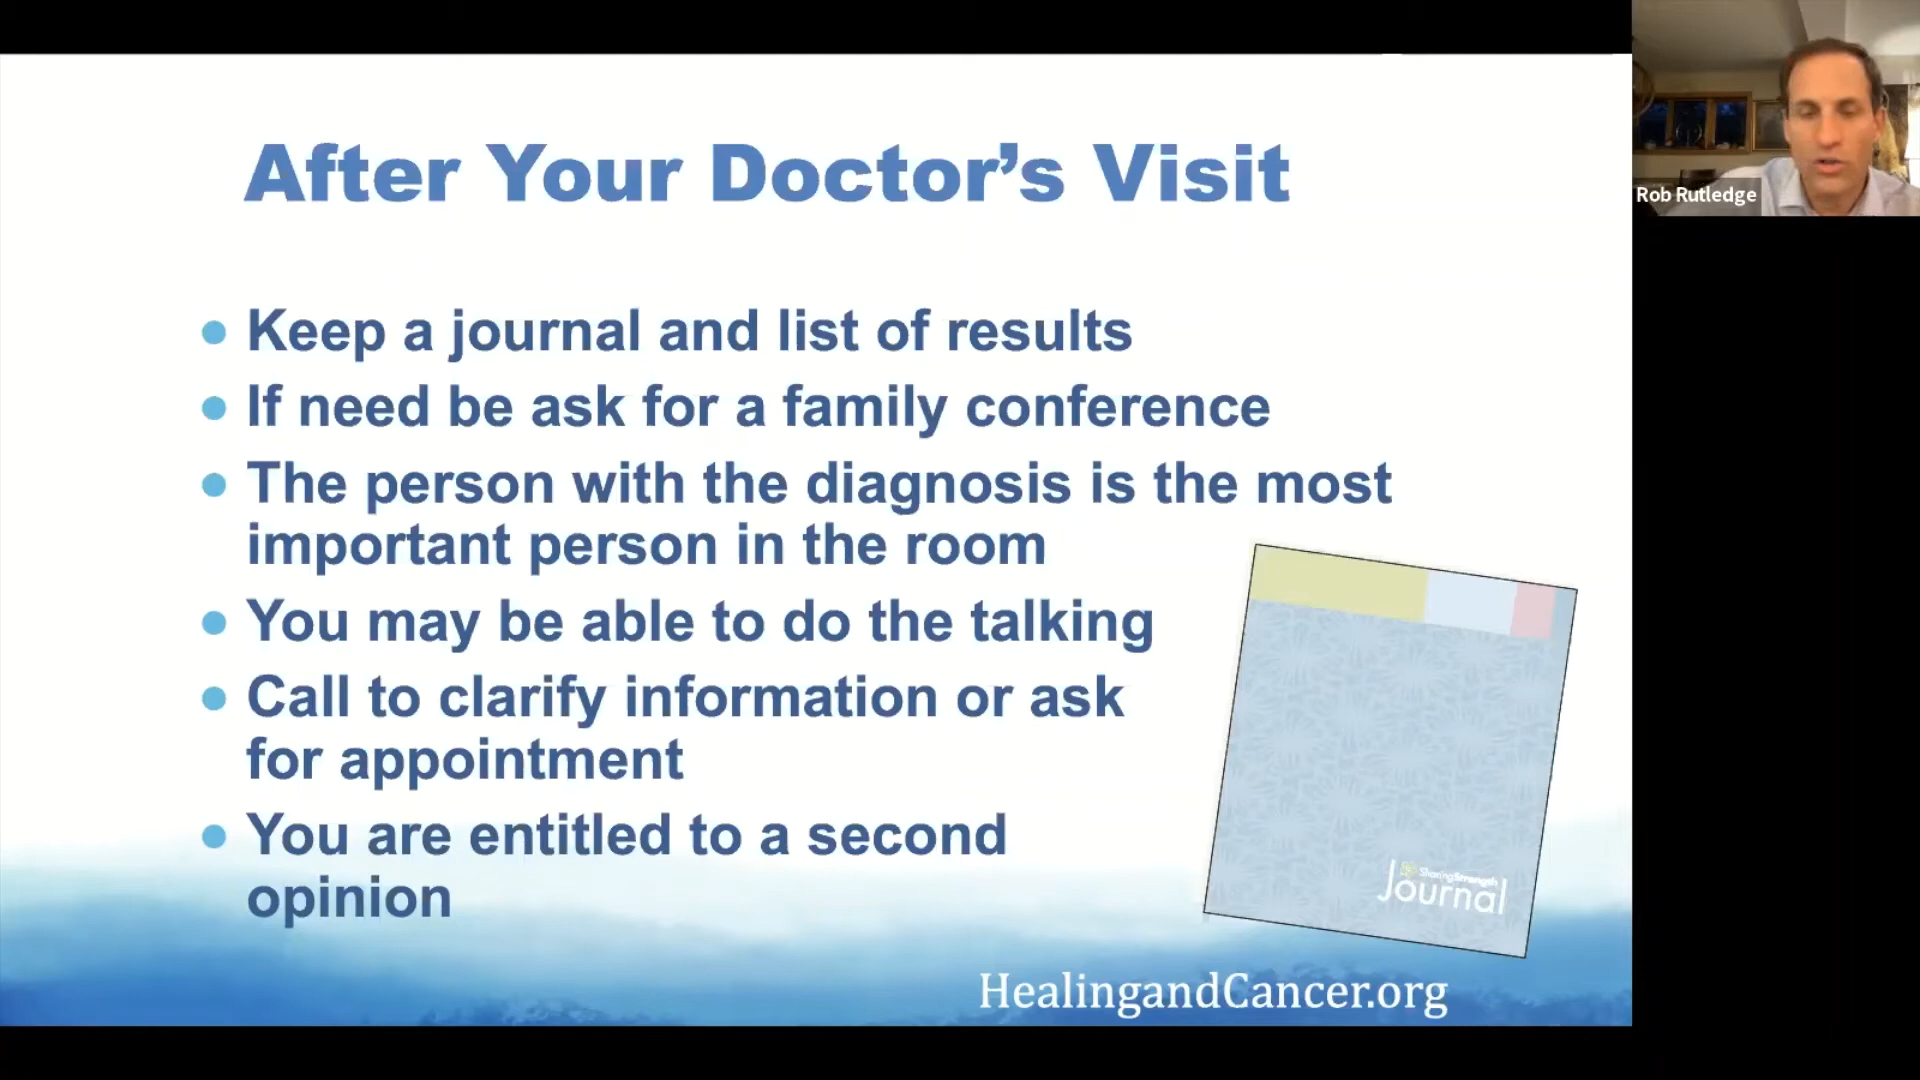 After Your Doctor’s Visit
Rob Rutledge
• Keep a journal and list of results
• If need be ask for a family conference
• The person with the diagnosis is the most
important person in the room
• You may be able to do the talking
• Call to clarify information or ask
for appointment
• You are entitled to a second
opinion
SharingStrength
Journal
HealingandCancer.org